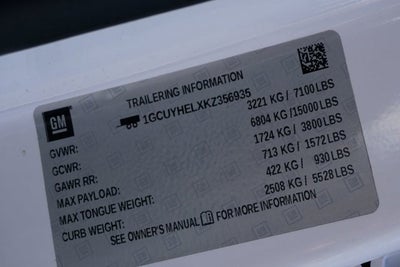 TRAILERING INFORMATION
GM
1GCUYHELXKZ356935
GVWR: 3221 KG / 7100 LBS
GCWR: 6804 KG /15000 LBS
GAWR RR: 1724 KG / 3800 LBS
MAX PAYLOAD: 713 KG / 1572 LBS
MAX TONGUE WEIGHT: 422 KG / 930 LBS
CURB WEIGHT: 2508 KG / 5528 LBS
SEE OWNER'S MANUAL FOR MORE INFORMATION